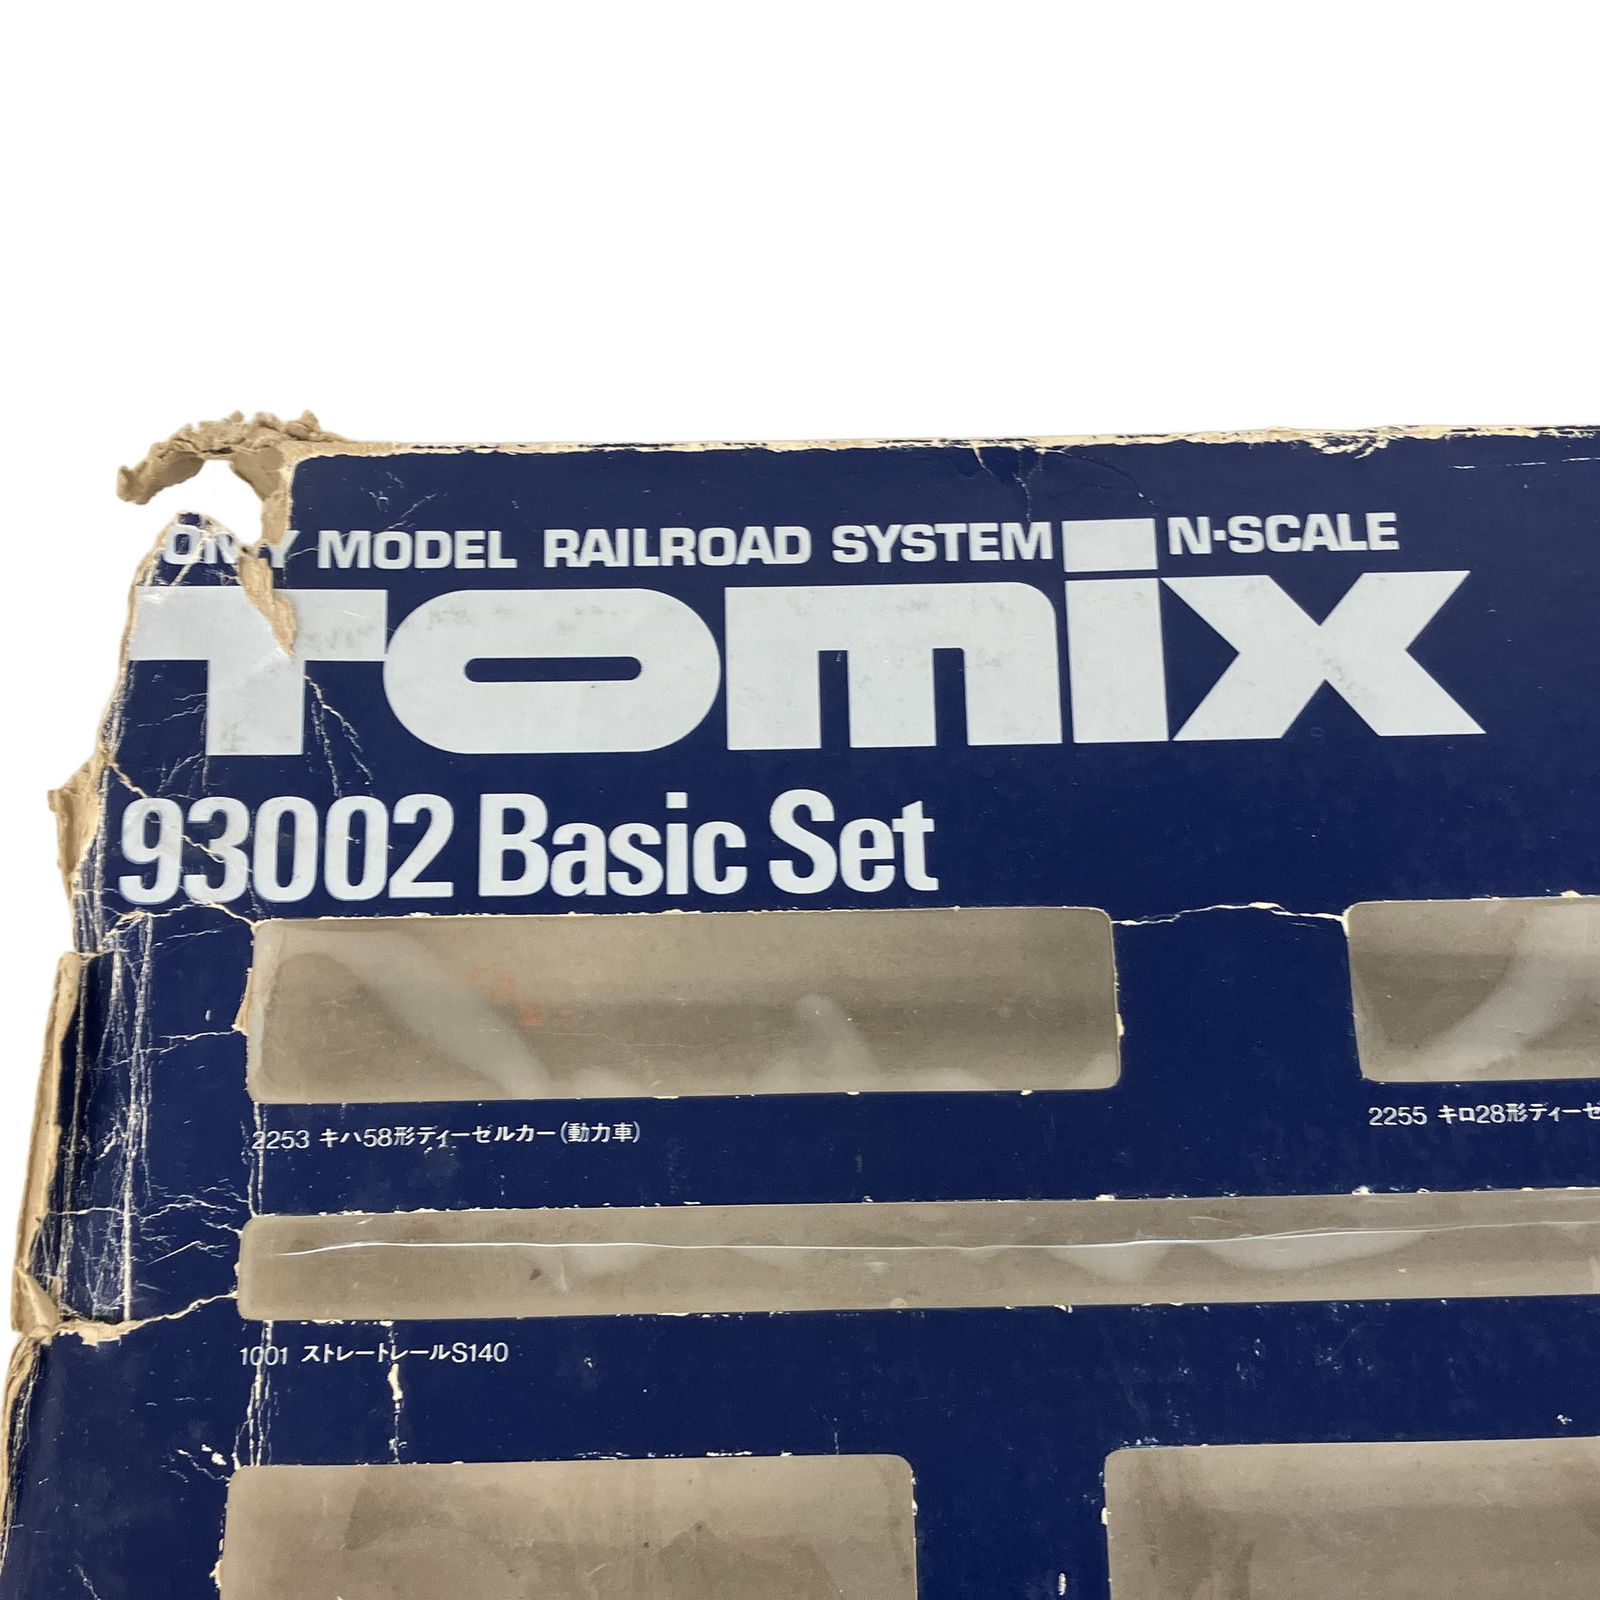 MODEL RAILROAD SYSTEM N-SCALE
TOMIX
93002 Basic Set
2253 キハ58形ディーゼルカー(動力車)
2255 キロ28形ディーゼ
1001 ストレートレールS140